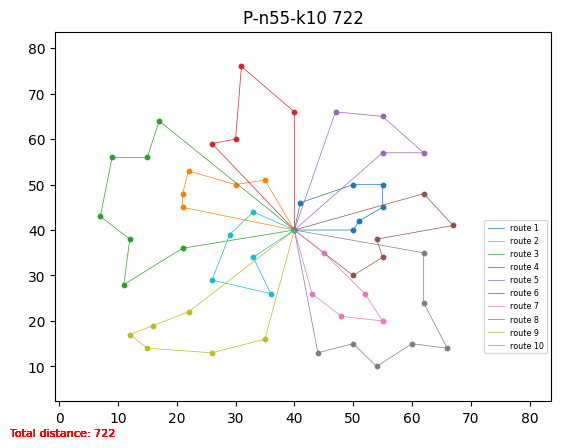 P-n55-k10 722
80
70
60
50
40
30
20
10
0 10 20 30 40 50 60 70 80
route 1
route 2
route 3
route 4
route 5
route 6
route 7
route 8
route 9
route 10
Total distance: 722